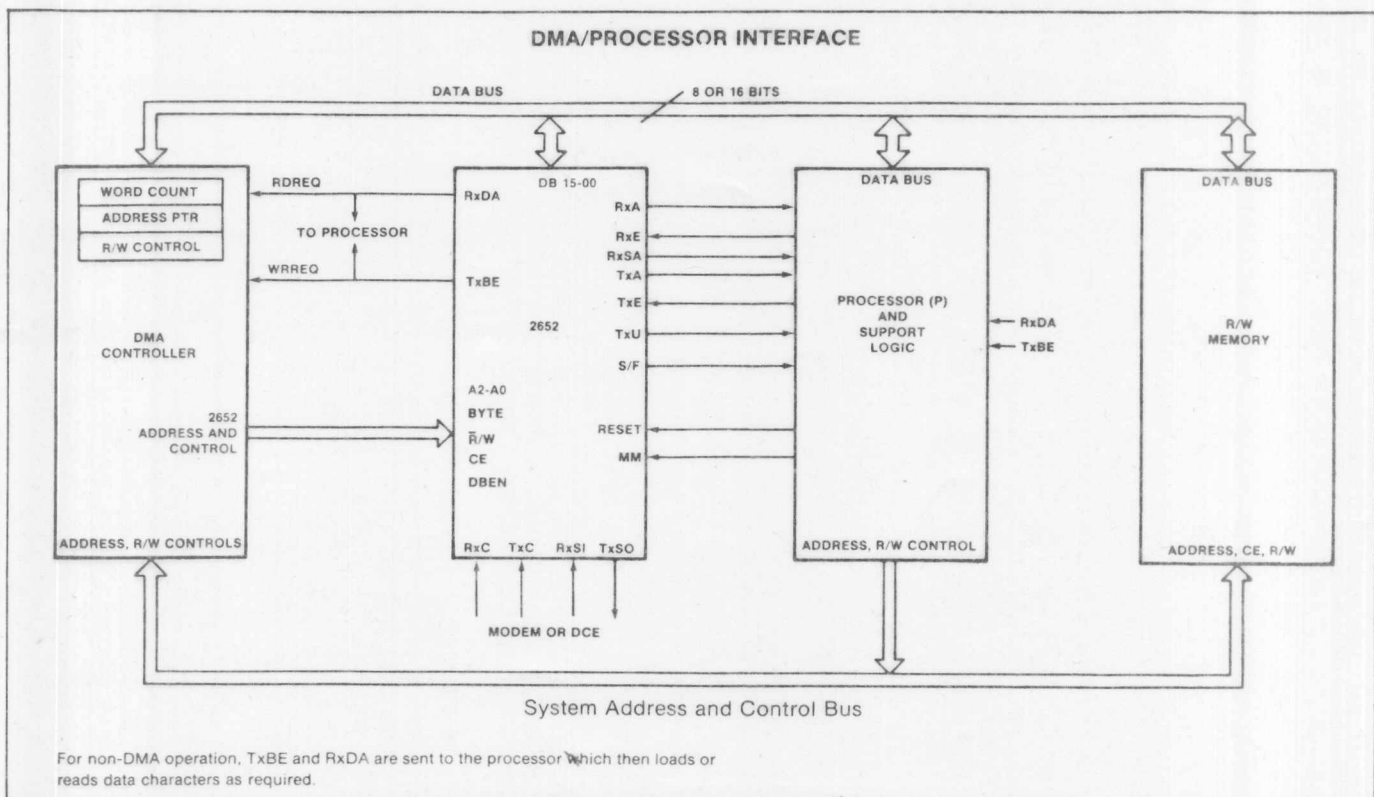 DMA/PROCESSOR INTERFACE
DATA BUS
8 OR 16 BITS
WORD COUNT
ADDRESS PTR
R/W CONTROL
DMA
CONTROLLER
2652
ADDRESS AND
CONTROL
ADDRESS, R/W CONTROLS
RDREQ
TO PROCESSOR
WRREQ
DB 15-00
RxDA
TxBE
2652
A2-A0
BYTE
R̅/W
CE
DBEN
RxC TxC RxSI TxSO
RxA
RxE
RxSA
TxA
TxE
TxU
S/F
RESET
MM
MODEM OR DCE
DATA BUS
PROCESSOR (P)
AND
SUPPORT
LOGIC
ADDRESS, R/W CONTROL
RxDA
TxBE
DATA BUS
R/W
MEMORY
ADDRESS, CE, R/W
System Address and Control Bus
For non-DMA operation, TxBE and RxDA are sent to the processor which then loads or
reads data characters as required.